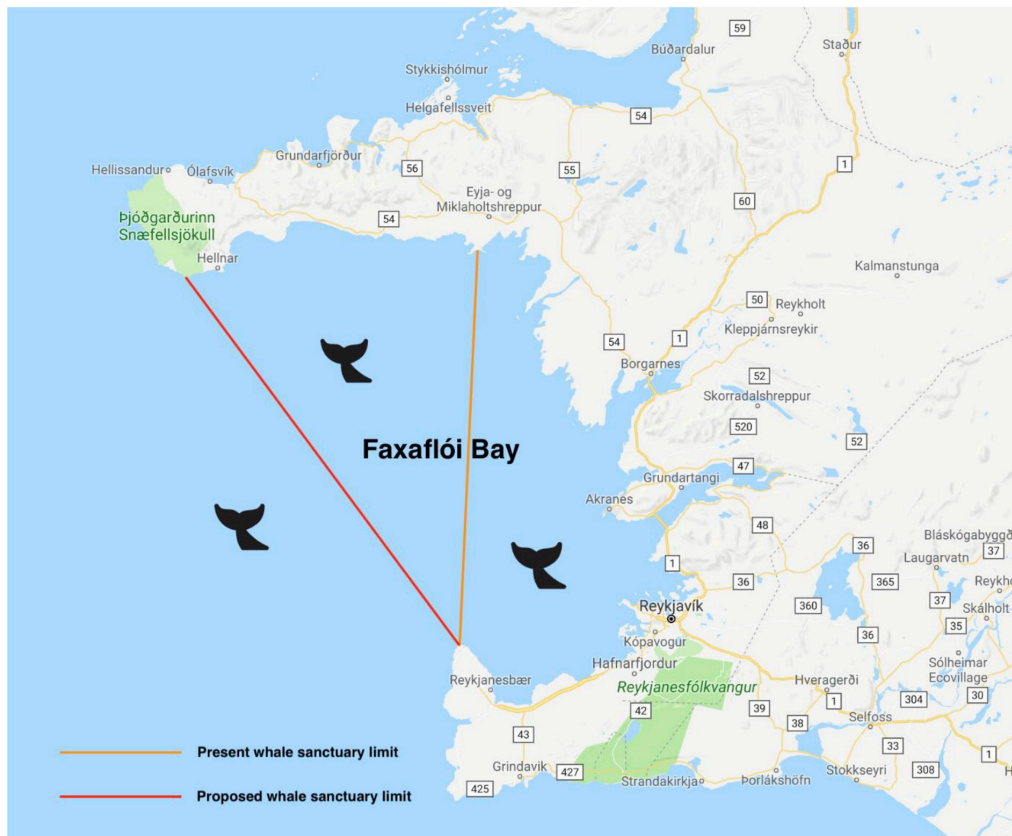 59
Búðardalur
Staður
Stykkishólmur
Helgafellssveit
54
1
Hellissandur
Ólafsvík
Grundarfjörður
56
55
Eyja- og
Miklaholtshreppur
60
54
Þjóðgarðurinn
Snæfellsjökull
Hellnar
Kalmanstunga
50
Reykholt
Kleppjárnsreykir
54
1
Borgarnes
52
Skorradalshreppur
520
52
Faxaflói Bay
47
Grundartangi
Akranes
48
36
Bláskógabyggð
37
Laugarvatn
1
36
365
Reykho
37
360
Skálholt
Reykjavík
35
36
Kópavogur
Sólheimar
Ecovillage
Hafnarfjordur
Reykjanesfólkvangur
Reykjanesbær
Hveragerði
1
304
30
42
39
38
Selfoss
43
33
1
Present whale sanctuary limit
Grindavik
427
Strandakirkja
Þorlákshöfn
Stokkseyri
308
H
425
Proposed whale sanctuary limit